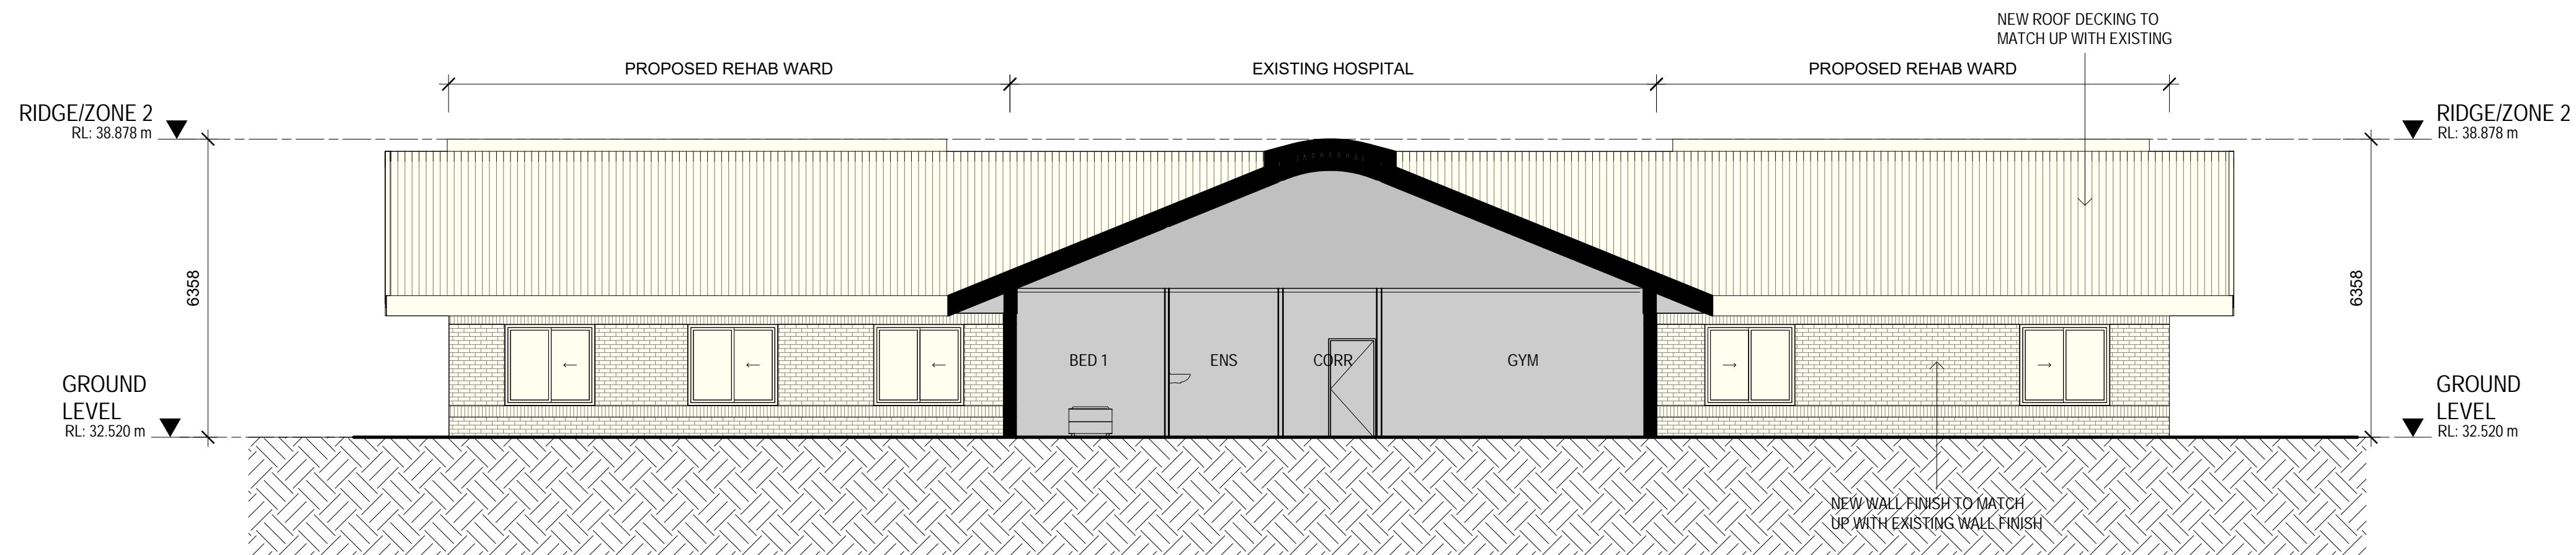 NEW ROOF DECKING TO
MATCH UP WITH EXISTING
PROPOSED REHAB WARD
EXISTING HOSPITAL
PROPOSED REHAB WARD
RIDGE/ZONE 2
RL: 38.878 m
RIDGE/ZONE 2
RL: 38.878 m
6358
6358
BED 1
ENS
CORR
GYM
GROUND
LEVEL
RL: 32.520 m
GROUND
LEVEL
RL: 32.520 m
NEW WALL FINISH TO MATCH
UP WITH EXISTING WALL FINISH